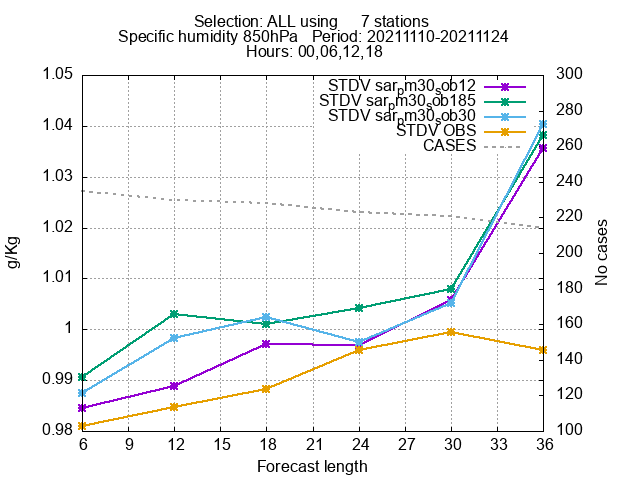 Selection: ALL using 7 stations
Specific humidity 850hPa Period: 20211110-20211124
Hours: 00,06,12,18
STDV sarpm30sob12
STDV sarpm30sob185
STDV sarpm30sob30
STDV OBS
CASES
1.05
1.04
1.03
1.02
1.01
1
0.99
0.98
300
280
260
240
220
200
180
160
140
120
100
g/Kg
No cases
6 9 12 15 18 21 24 27 30 33 36
Forecast length